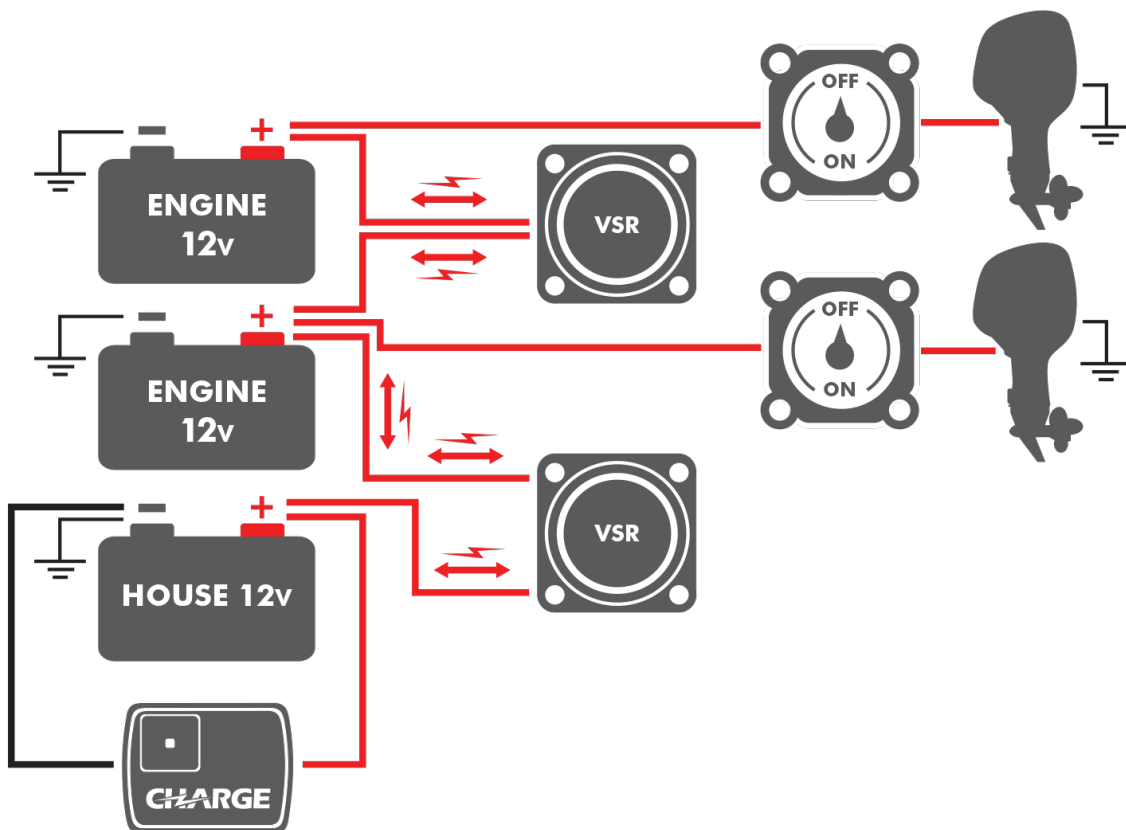 OFF
ON
ENGINE
12v
VSR
OFF
ON
ENGINE
12v
VSR
HOUSE 12v
CHARGE